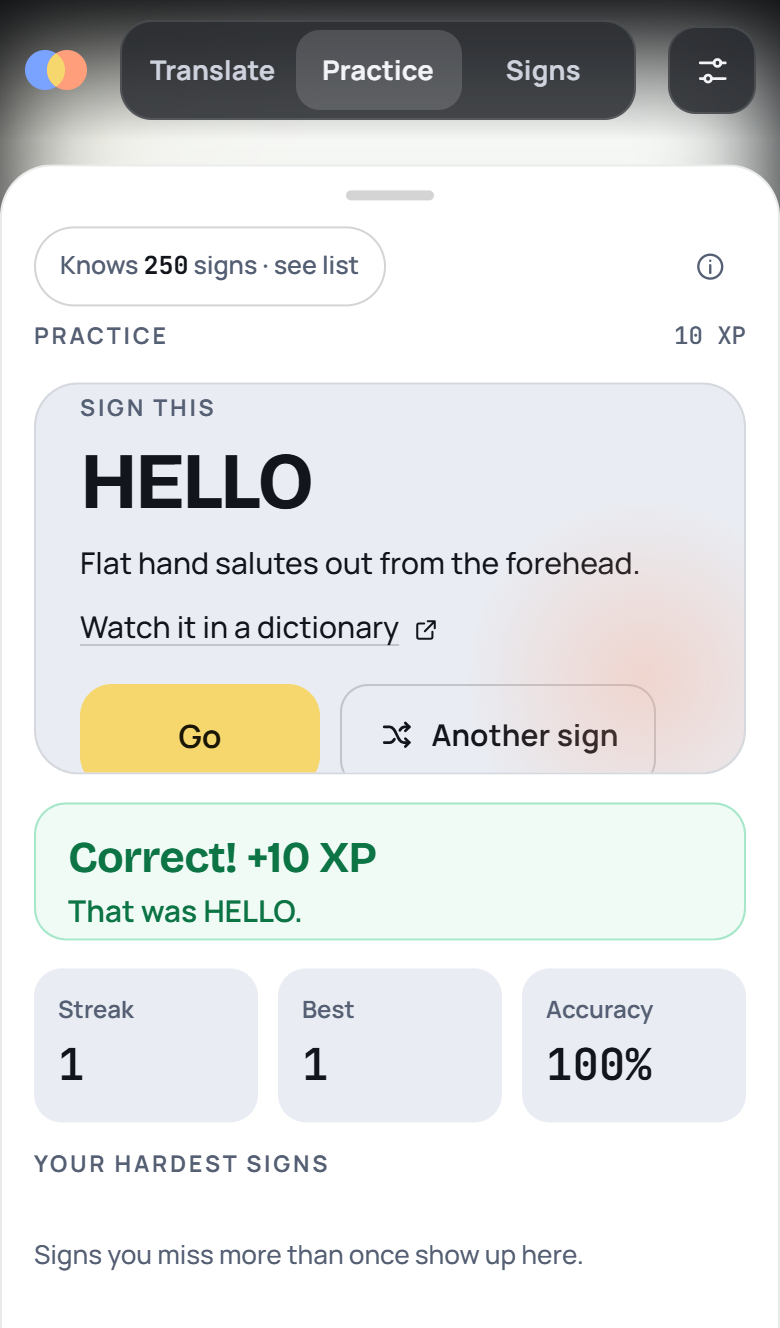 Translate Practice Signs
Knows 250 signs · see list
PRACTICE 10 XP
SIGN THIS
HELLO
Flat hand salutes out from the forehead.
Watch it in a dictionary
Go Another sign
Correct! +10 XP
That was HELLO.
Streak Best Accuracy
1 1 100%
YOUR HARDEST SIGNS
Signs you miss more than once show up here.